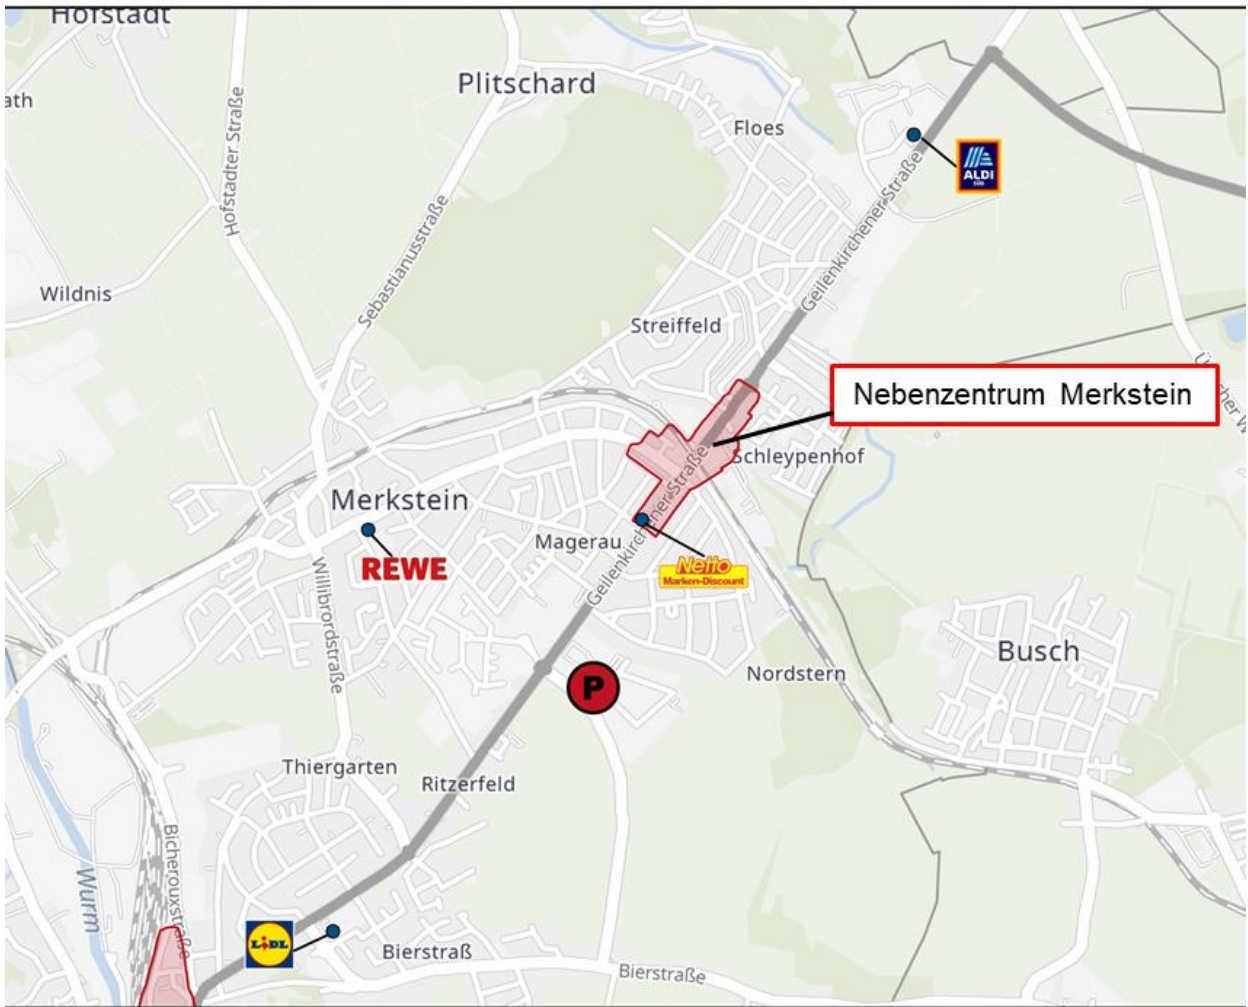 Hofstadt
Plitschard
ath
Floes
Hofstadter Straße
ALDI
SÜD
Sebastianusstraße
Geilenkirchener Straße
Wildnis
Streiffeld
Nebenzentrum Merkstein
Schleypenhof
Merkstein
Geilenkirchener Straße
Magerau
REWE
Netto
Marken-Discount
Willibrordstraße
Busch
Nordstern
P
Thiergarten
Ritzerfeld
Bicherouxstraße
Wurm
LIDL
Bierstraß
Bierstraße